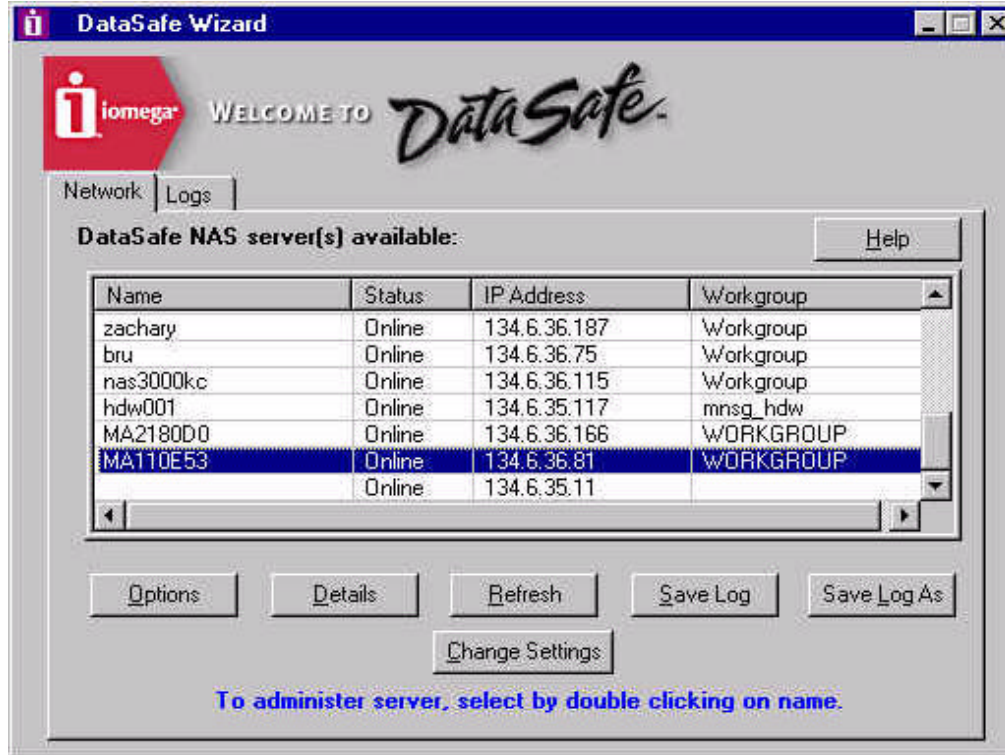 DataSafe Wizard
iomega
WELCOME TO DataSafe
Network Logs
DataSafe NAS server(s) available: Help
Name Status IP Address Workgroup
zachary Online 134.6.36.187 Workgroup
bru Online 134.6.36.75 Workgroup
nas3000kc Online 134.6.36.115 Workgroup
hdw001 Online 134.6.35.117 mnsg_hdw
MA2180D0 Online 134.6.36.166 WORKGROUP
MA110E53 Online 134.6.36.81 WORKGROUP
Online 134.6.35.11
Options Details Refresh Save Log Save Log As
Change Settings
To administer server, select by double clicking on name.